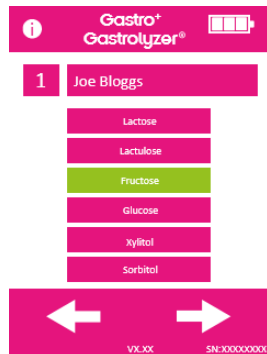 i
Gastro+
Gastrolyzer®
1 Joe Bloggs
Lactose
Lactulose
Fructose
Glucose
Xylitol
Sorbitol
VX.XX SN:XXXXXXXX